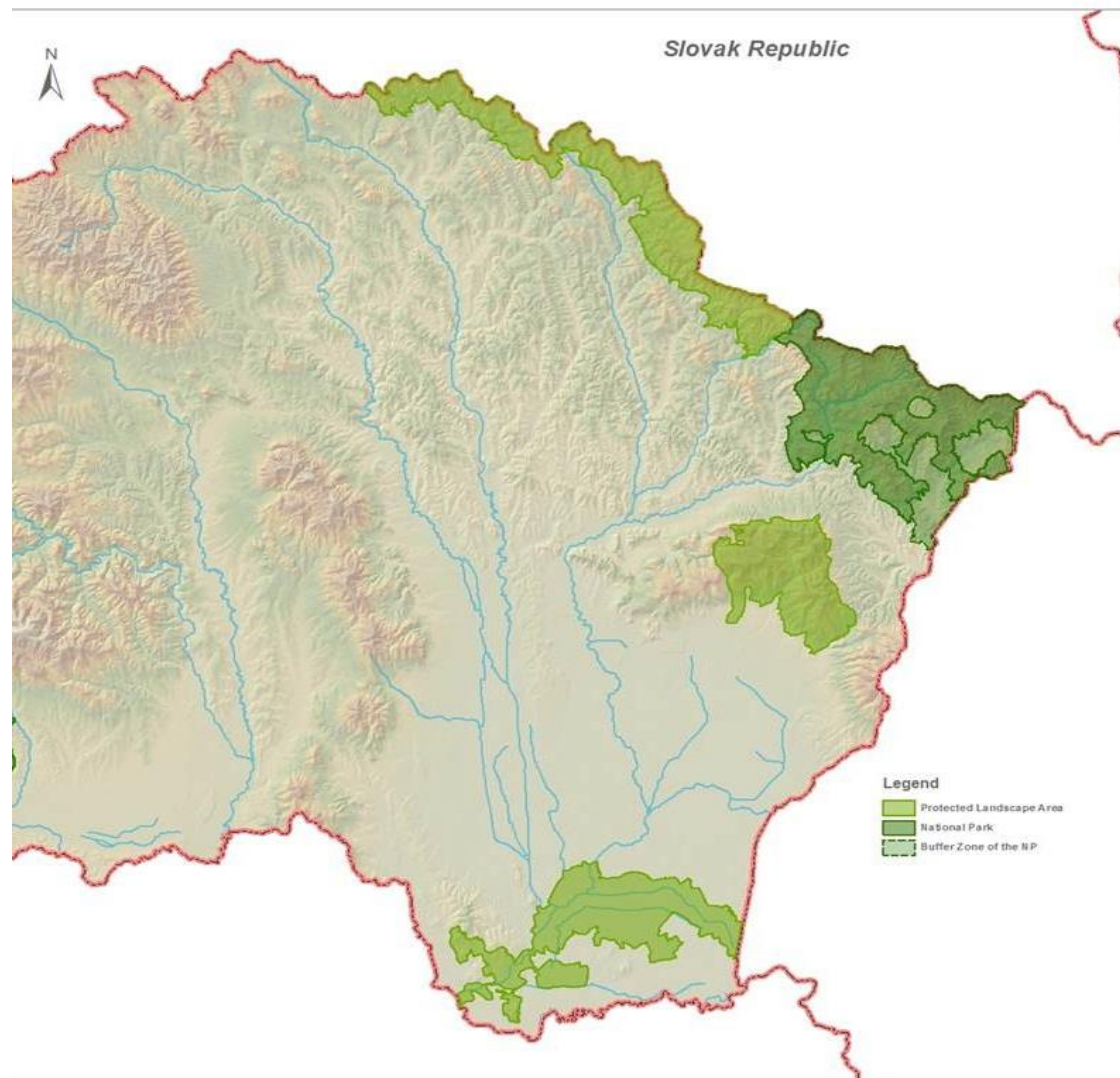 N
Slovak Republic
Legend
Protected Landscape Area
National Park
Buffer Zone of the NP